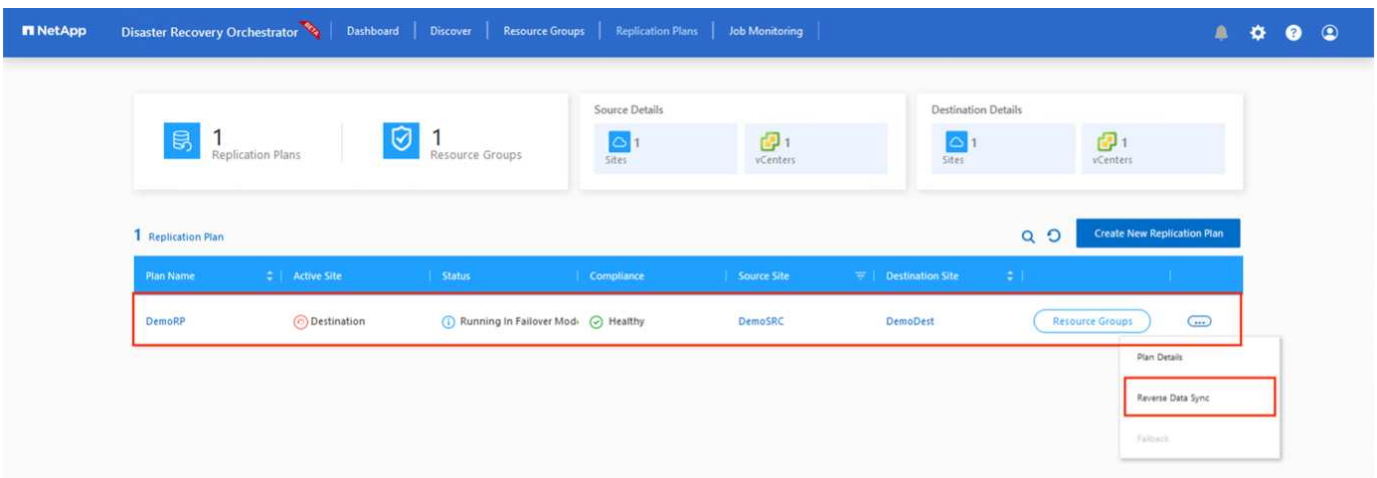 NetApp Disaster Recovery Orchestrator BETA Dashboard Discover Resource Groups Replication Plans Job Monitoring
1 Replication Plans
1 Resource Groups
Source Details
1 Sites
1 vCenters
Destination Details
1 Sites
1 vCenters
1 Replication Plan
Create New Replication Plan
Plan Name Active Site Status Compliance Source Site Destination Site
DemoRP Destination Running In Failover Mod Healthy DemoSRC DemoDest Resource Groups ...
Plan Details
Reverse Data Sync
Failback